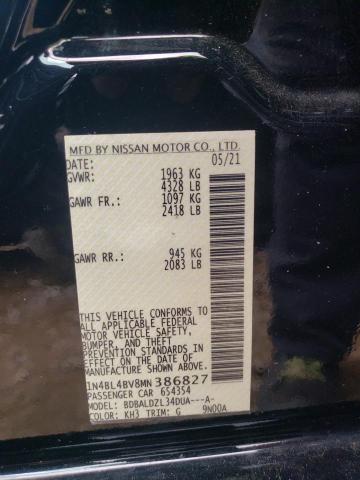 MFD BY NISSAN MOTOR CO., LTD.
DATE: 05/21
GVWR: 1963 KG
4328 LB
GAWR FR.: 1097 KG
2418 LB
GAWR RR.: 945 KG
2083 LB
THIS VEHICLE CONFORMS TO
ALL APPLICABLE FEDERAL
MOTOR VEHICLE SAFETY,
BUMPER, AND THEFT
PREVENTION STANDARDS IN
EFFECT ON THE DATE OF
MANUFACTURE SHOWN ABOVE.
1N4BL4BV8MN386827
PASSENGER CAR 654354
MODEL: BDBALDZL34DUA---A-
COLOR: KH3 TRIM: G 9N00A